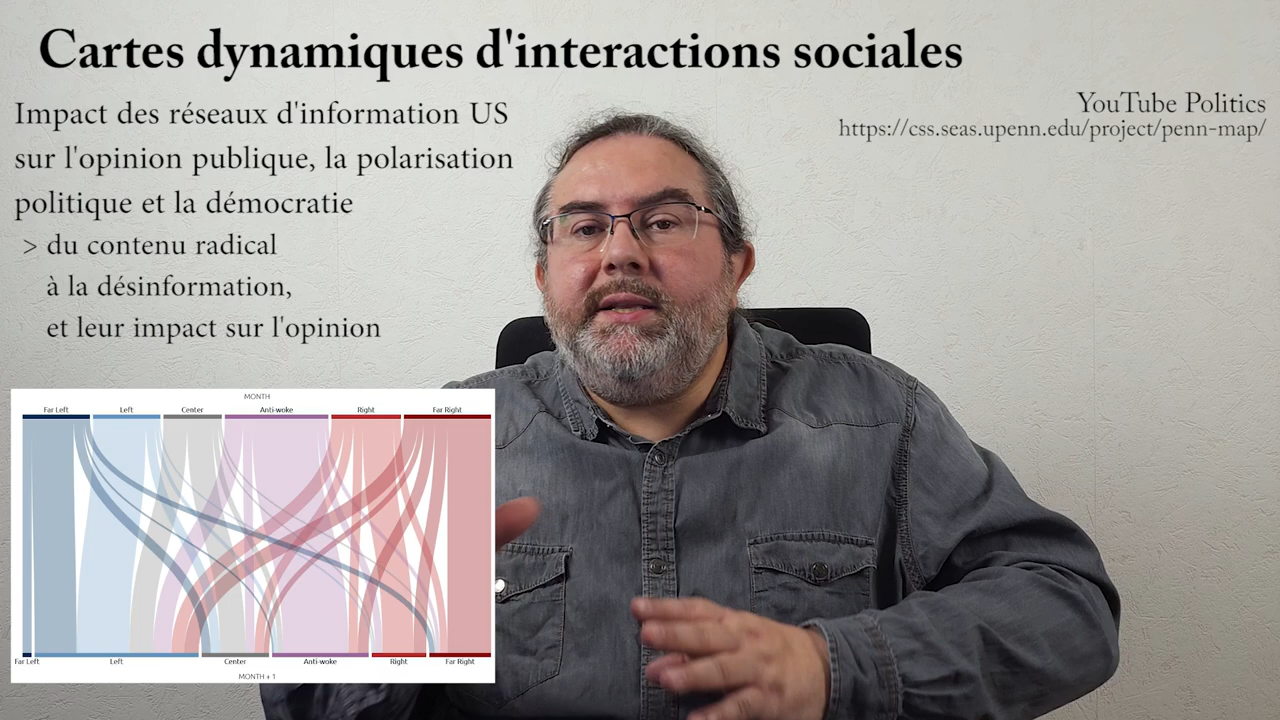 Cartes dynamiques d'interactions sociales
Impact des réseaux d'information US
sur l'opinion publique, la polarisation
politique et la démocratie
> du contenu radical
à la désinformation,
et leur impact sur l'opinion
YouTube Politics
https://css.seas.upenn.edu/project/penn-map/
MONTH
Far Left Left Center Anti-woke Right Far Right
Far Left Left Center Anti-woke Right Far Right
MONTH + 1